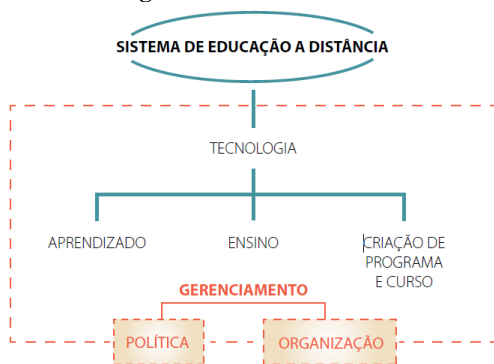 SISTEMA DE EDUCAÇÃO A DISTÂNCIA
TECNOLOGIA
APRENDIZADO
ENSINO
CRIAÇÃO DE
PROGRAMA
E CURSO
GERENCIAMENTO
POLÍTICA
ORGANIZAÇÃO